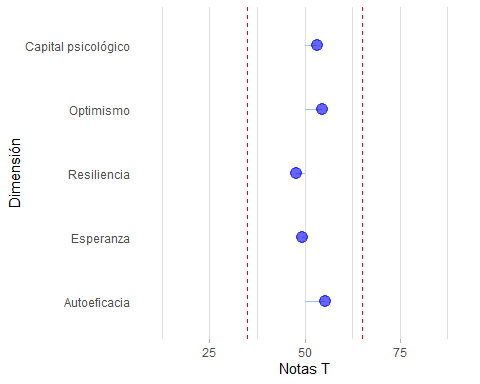 Capital psicológico
Optimismo
Resiliencia
Esperanza
Autoeficacia
Dimensión
25
50
75
Notas T